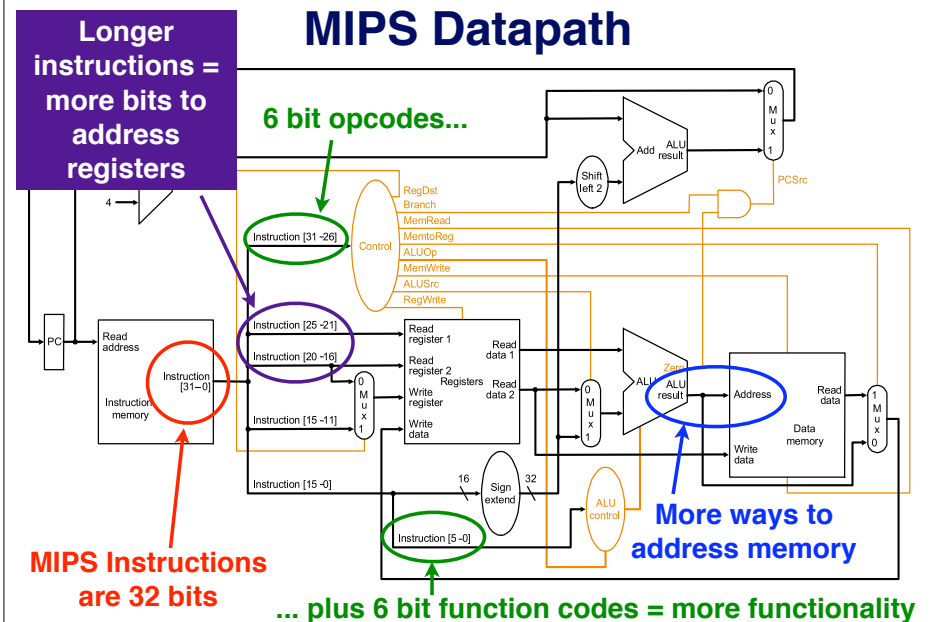 MIPS Datapath
Longer
instructions =
more bits to
address
registers
6 bit opcodes...
0
M
u
x
1
Add
ALU
result
Shift
left 2
PCSrc
4
RegDst
Branch
MemRead
MemtoReg
ALUOp
MemWrite
ALUSrc
RegWrite
Instruction [31-26]
Control
PC
Read
address
Instruction
[31–0]
Instruction
memory
Instruction [25-21]
Instruction [20-16]
Instruction [15-11]
0
M
u
x
1
Read
register 1
Read
register 2
Write
register
Write
data
Registers
Read
data 1
Read
data 2
0
M
u
x
1
Zero
ALU
ALU
result
Address
Write
data
Read
data
Data
memory
1
M
u
x
0
Instruction [15-0]
16
Sign
extend
32
ALU
control
Instruction [5-0]
More ways to
address memory
MIPS Instructions
are 32 bits
... plus 6 bit function codes = more functionality